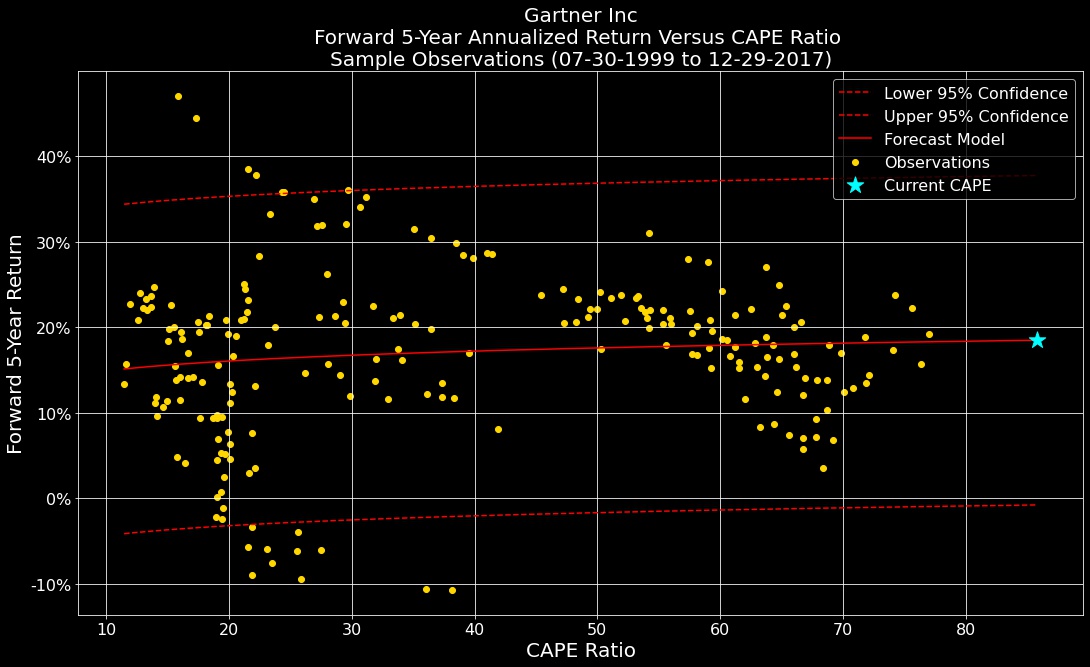 Gartner Inc
Forward 5-Year Annualized Return Versus CAPE Ratio
Sample Observations (07-30-1999 to 12-29-2017)
Lower 95% Confidence
Upper 95% Confidence
Forecast Model
Observations
Current CAPE
Forward 5-Year Return
40%
30%
20%
10%
0%
-10%
10 20 30 40 50 60 70 80
CAPE Ratio